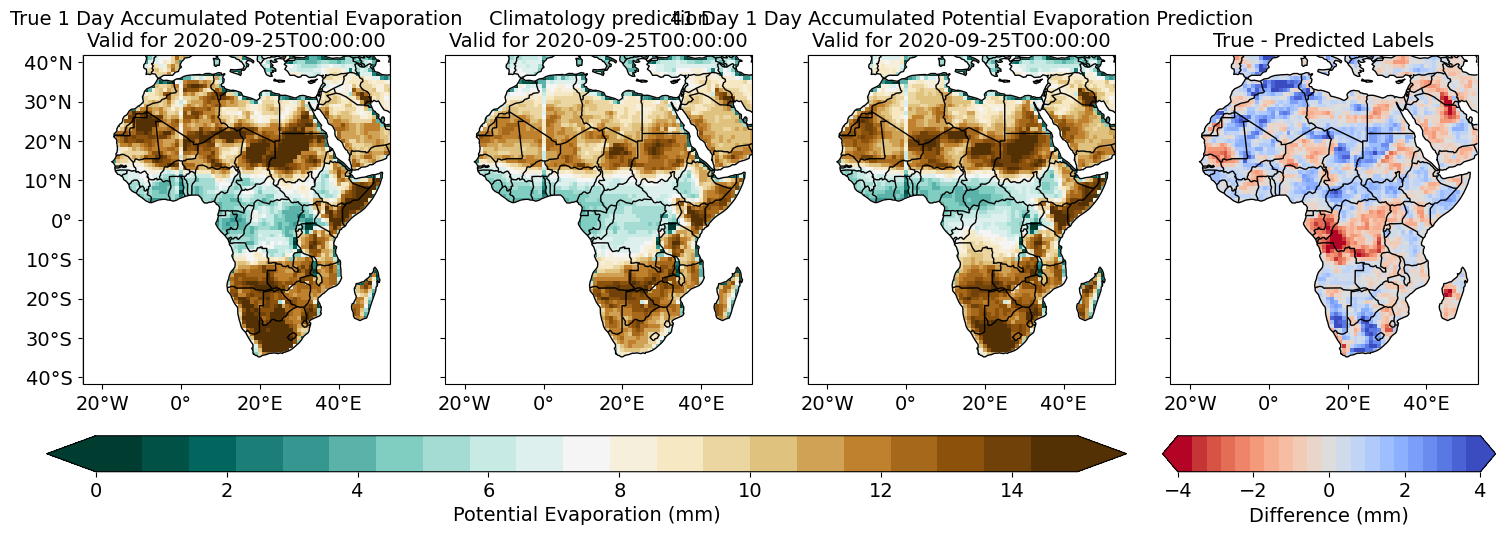 True 1 Day Accumulated Potential Evaporation
Valid for 2020-09-25T00:00:00
Climatology prediction
Valid for 2020-09-25T00:00:00
41 Day 1 Day Accumulated Potential Evaporation Prediction
Valid for 2020-09-25T00:00:00
True - Predicted Labels
40°N
30°N
20°N
10°N
0°
10°S
20°S
30°S
40°S
20°W 0° 20°E 40°E
20°W 0° 20°E 40°E
20°W 0° 20°E 40°E
20°W 0° 20°E 40°E
0 2 4 6 8 10 12 14
Potential Evaporation (mm)
−4 −2 0 2 4
Difference (mm)